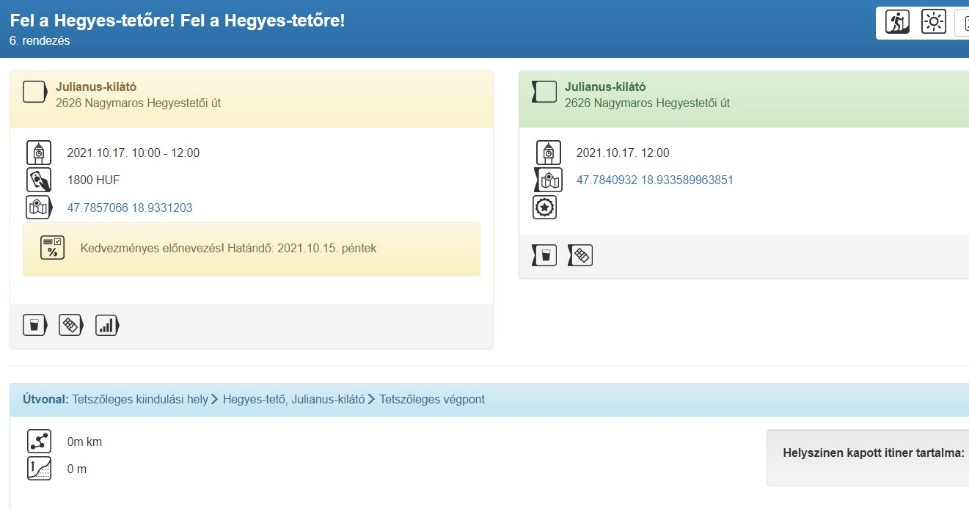 Fel a Hegyes-tetőre! Fel a Hegyes-tetőre!
6. rendezés
Julianus-kilátó
2626 Nagymaros Hegyestetői út
2021.10.17. 10:00 - 12:00
1800 HUF
47.7857066 18.9331203
%
Kedvezményes előnevezés! Határidő: 2021.10.15. péntek
Julianus-kilátó
2626 Nagymaros Hegyestetői út
2021.10.17. 12:00
47.7840932 18.933589963851
Útvonal: Tetszőleges kiindulási hely > Hegyes-tető, Julianus-kilátó > Tetszőleges végpont
0m km
0 m
Helyszínen kapott itiner tartalma: